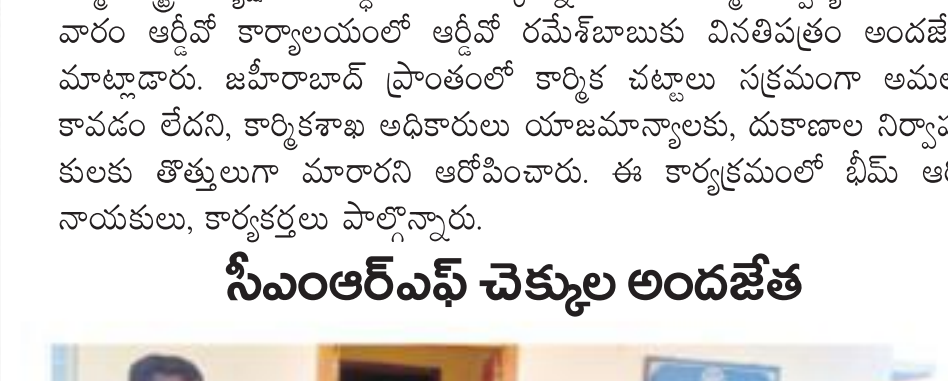 వారం ఆర్డీవో కార్యాలయంలో ఆర్డీవో రమేశ్‌బాబుకు వినతిపత్రం
మాట్లాడారు. జహీరాబాద్ ప్రాంతంలో కార్మిక చట్టాలు సక్రమంగా
కావడం లేదని, కార్మికశాఖ అధికారులు యాజమాన్యాలకు, దుకాణాల
కులకు తొత్తులుగా మారారని ఆరోపించారు. ఈ కార్యక్రమంలో భీమ్
నాయకులు, కార్యకర్తలు పాల్గొన్నారు.
సీఎంఆర్ఎఫ్ చెక్కుల అందజేత